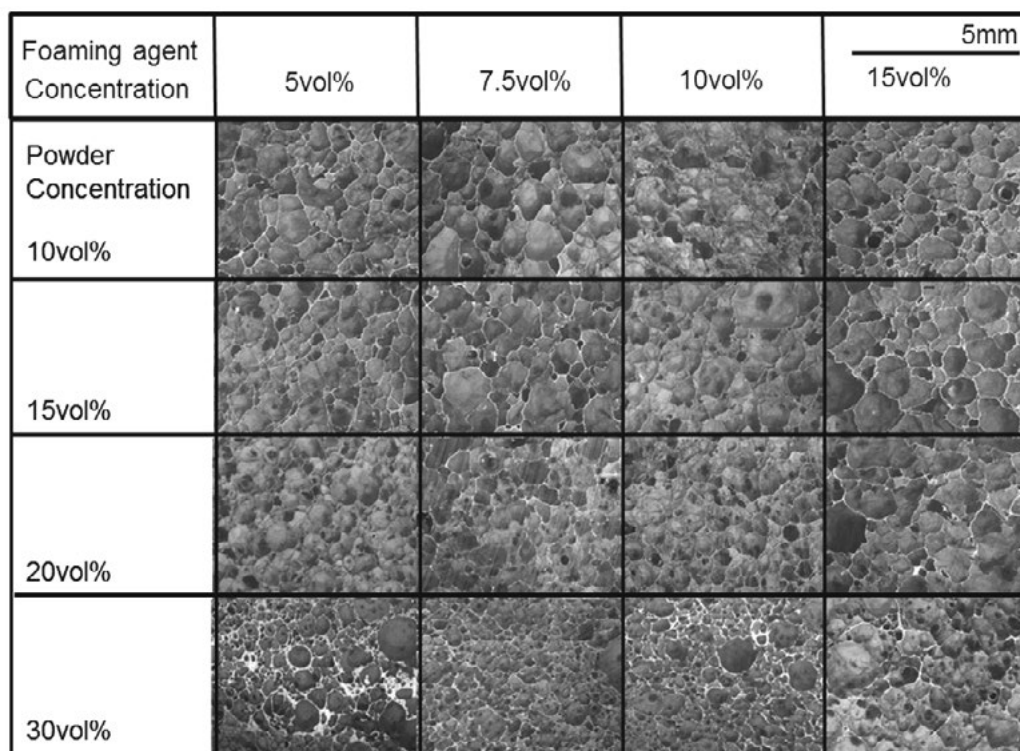 Foaming agent
Concentration
5vol%
7.5vol%
10vol%
5mm
15vol%
Powder
Concentration
10vol%
15vol%
20vol%
30vol%